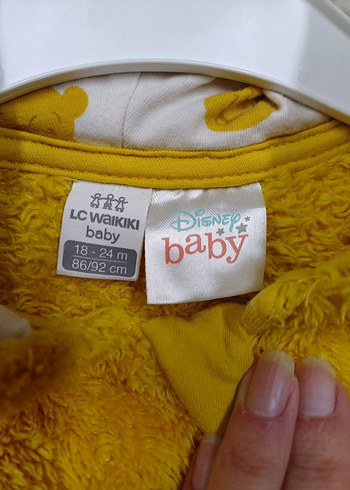 LC WAIKIKI
baby
18 - 24 m
86/92 cm
Disney
baby